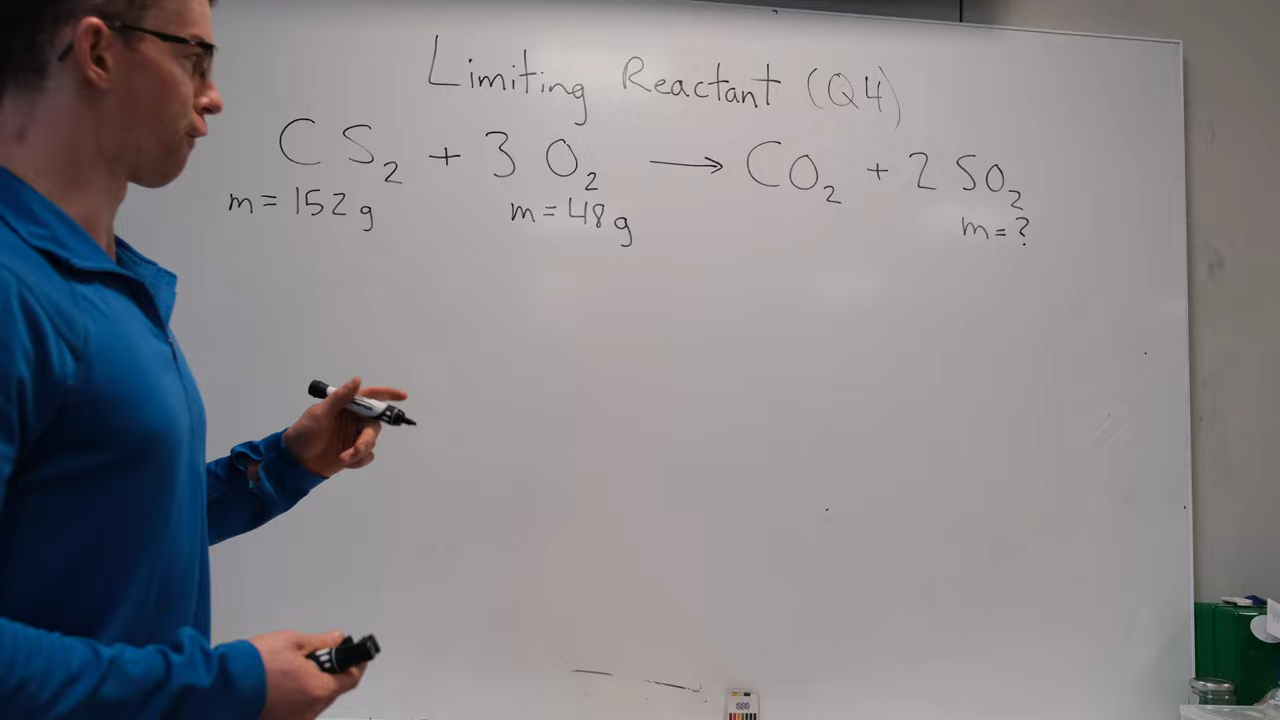 Limiting Reactant (Q4)
CS₂ + 3 O₂ → CO₂ + 2 SO₂
m = 152 g m = 48 g m = ?